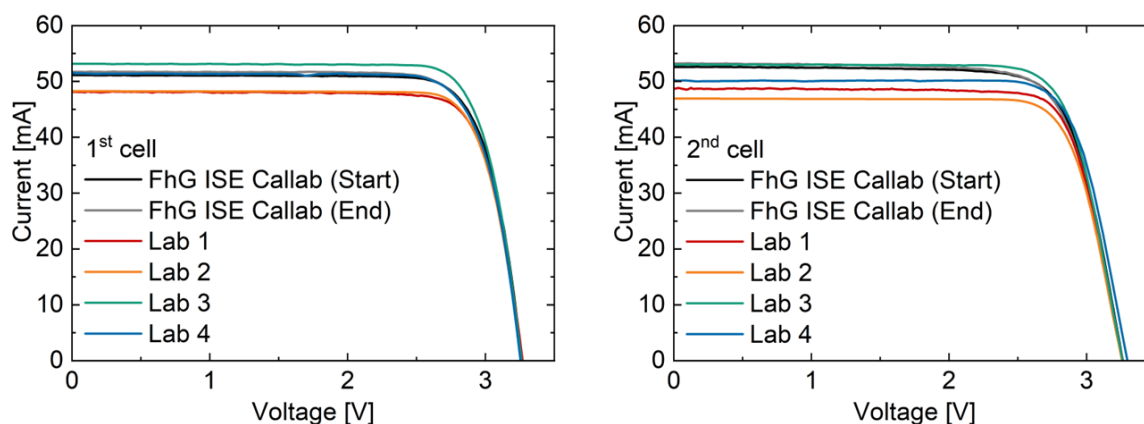 60
50
40
30
20
10
0
Current [mA]
1st cell
FhG ISE Callab (Start)
FhG ISE Callab (End)
Lab 1
Lab 2
Lab 3
Lab 4
0 1 2 3
Voltage [V]
60
50
40
30
20
10
0
Current [mA]
2nd cell
FhG ISE Callab (Start)
FhG ISE Callab (End)
Lab 1
Lab 2
Lab 3
Lab 4
0 1 2 3
Voltage [V]